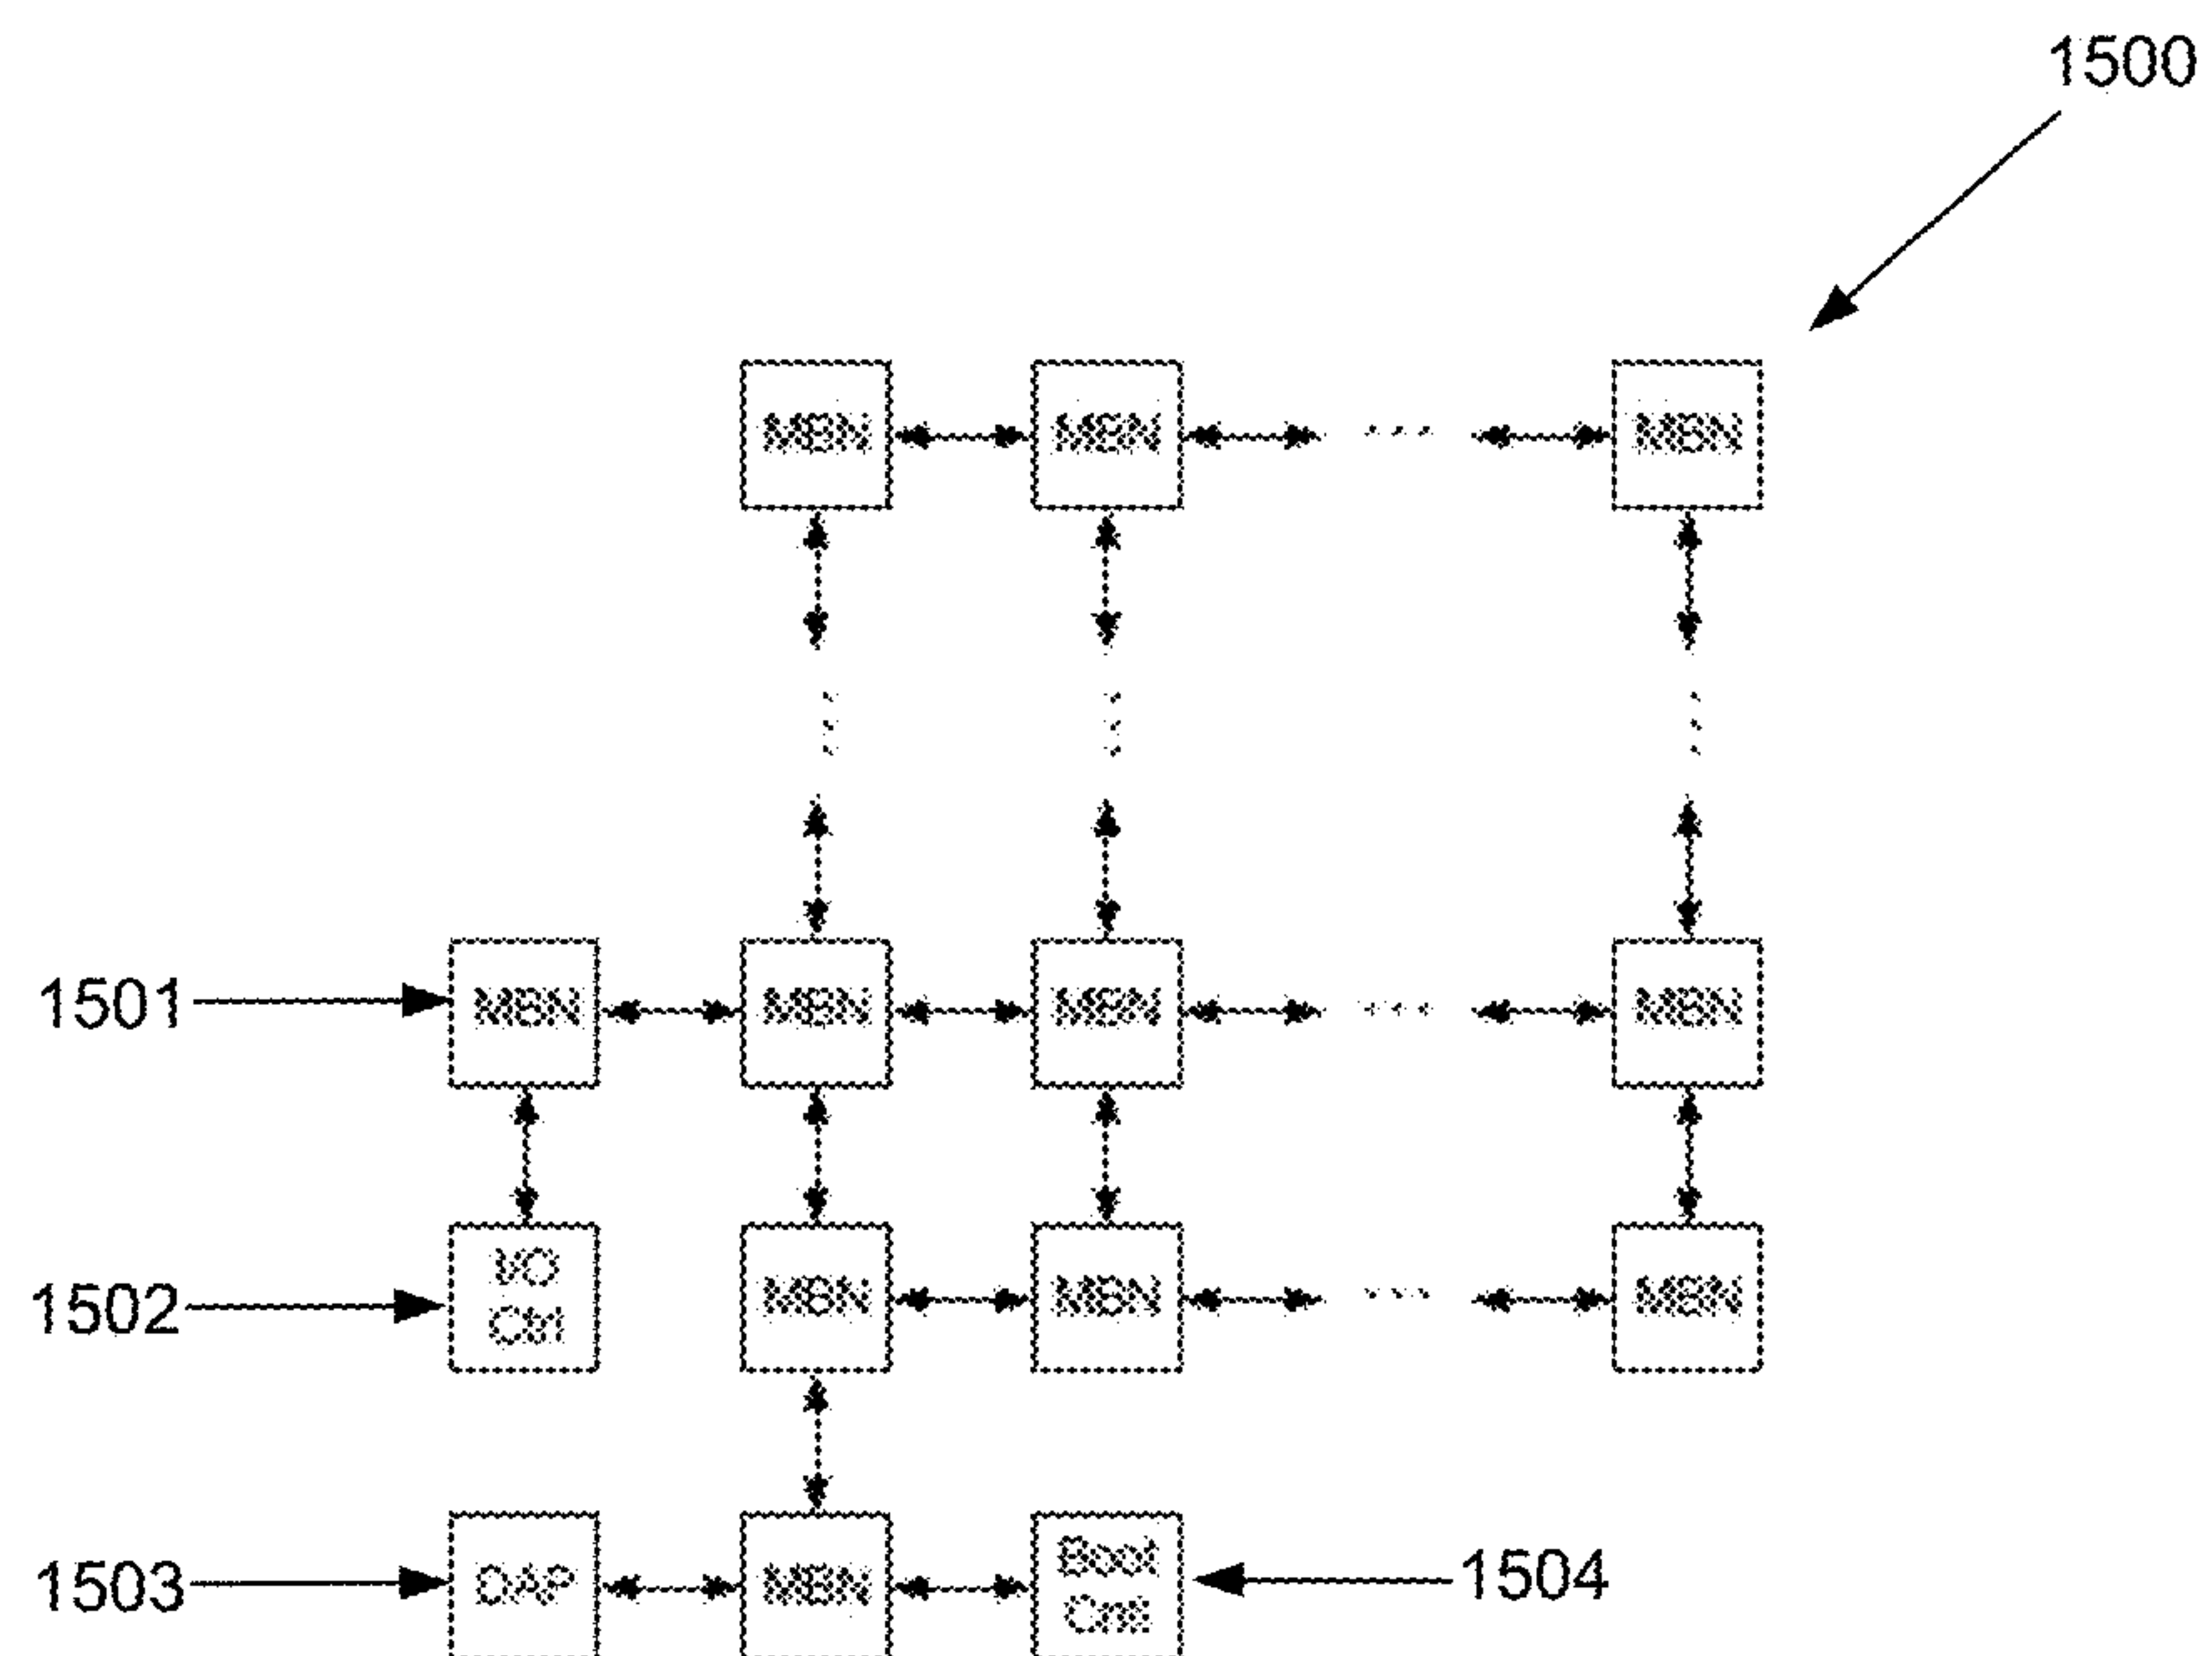 1500
MBN MBN ... MBN
1501 MBN MBN MBN ... MBN
1502 I/O Ctrl MBN MBN ... MBN
1503 DAP MBN Boot Cntl 1504